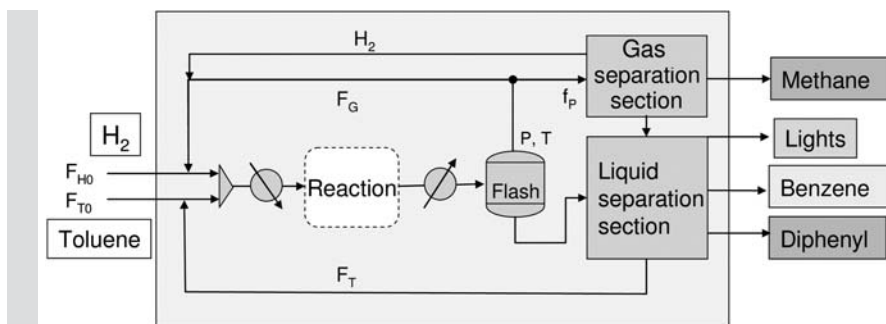 H2
Gas
separation
section
Methane
FG
fP
H2
P, T
Lights
FH0
FT0
Reaction
Flash
Liquid
separation
section
Benzene
Toluene
Diphenyl
FT